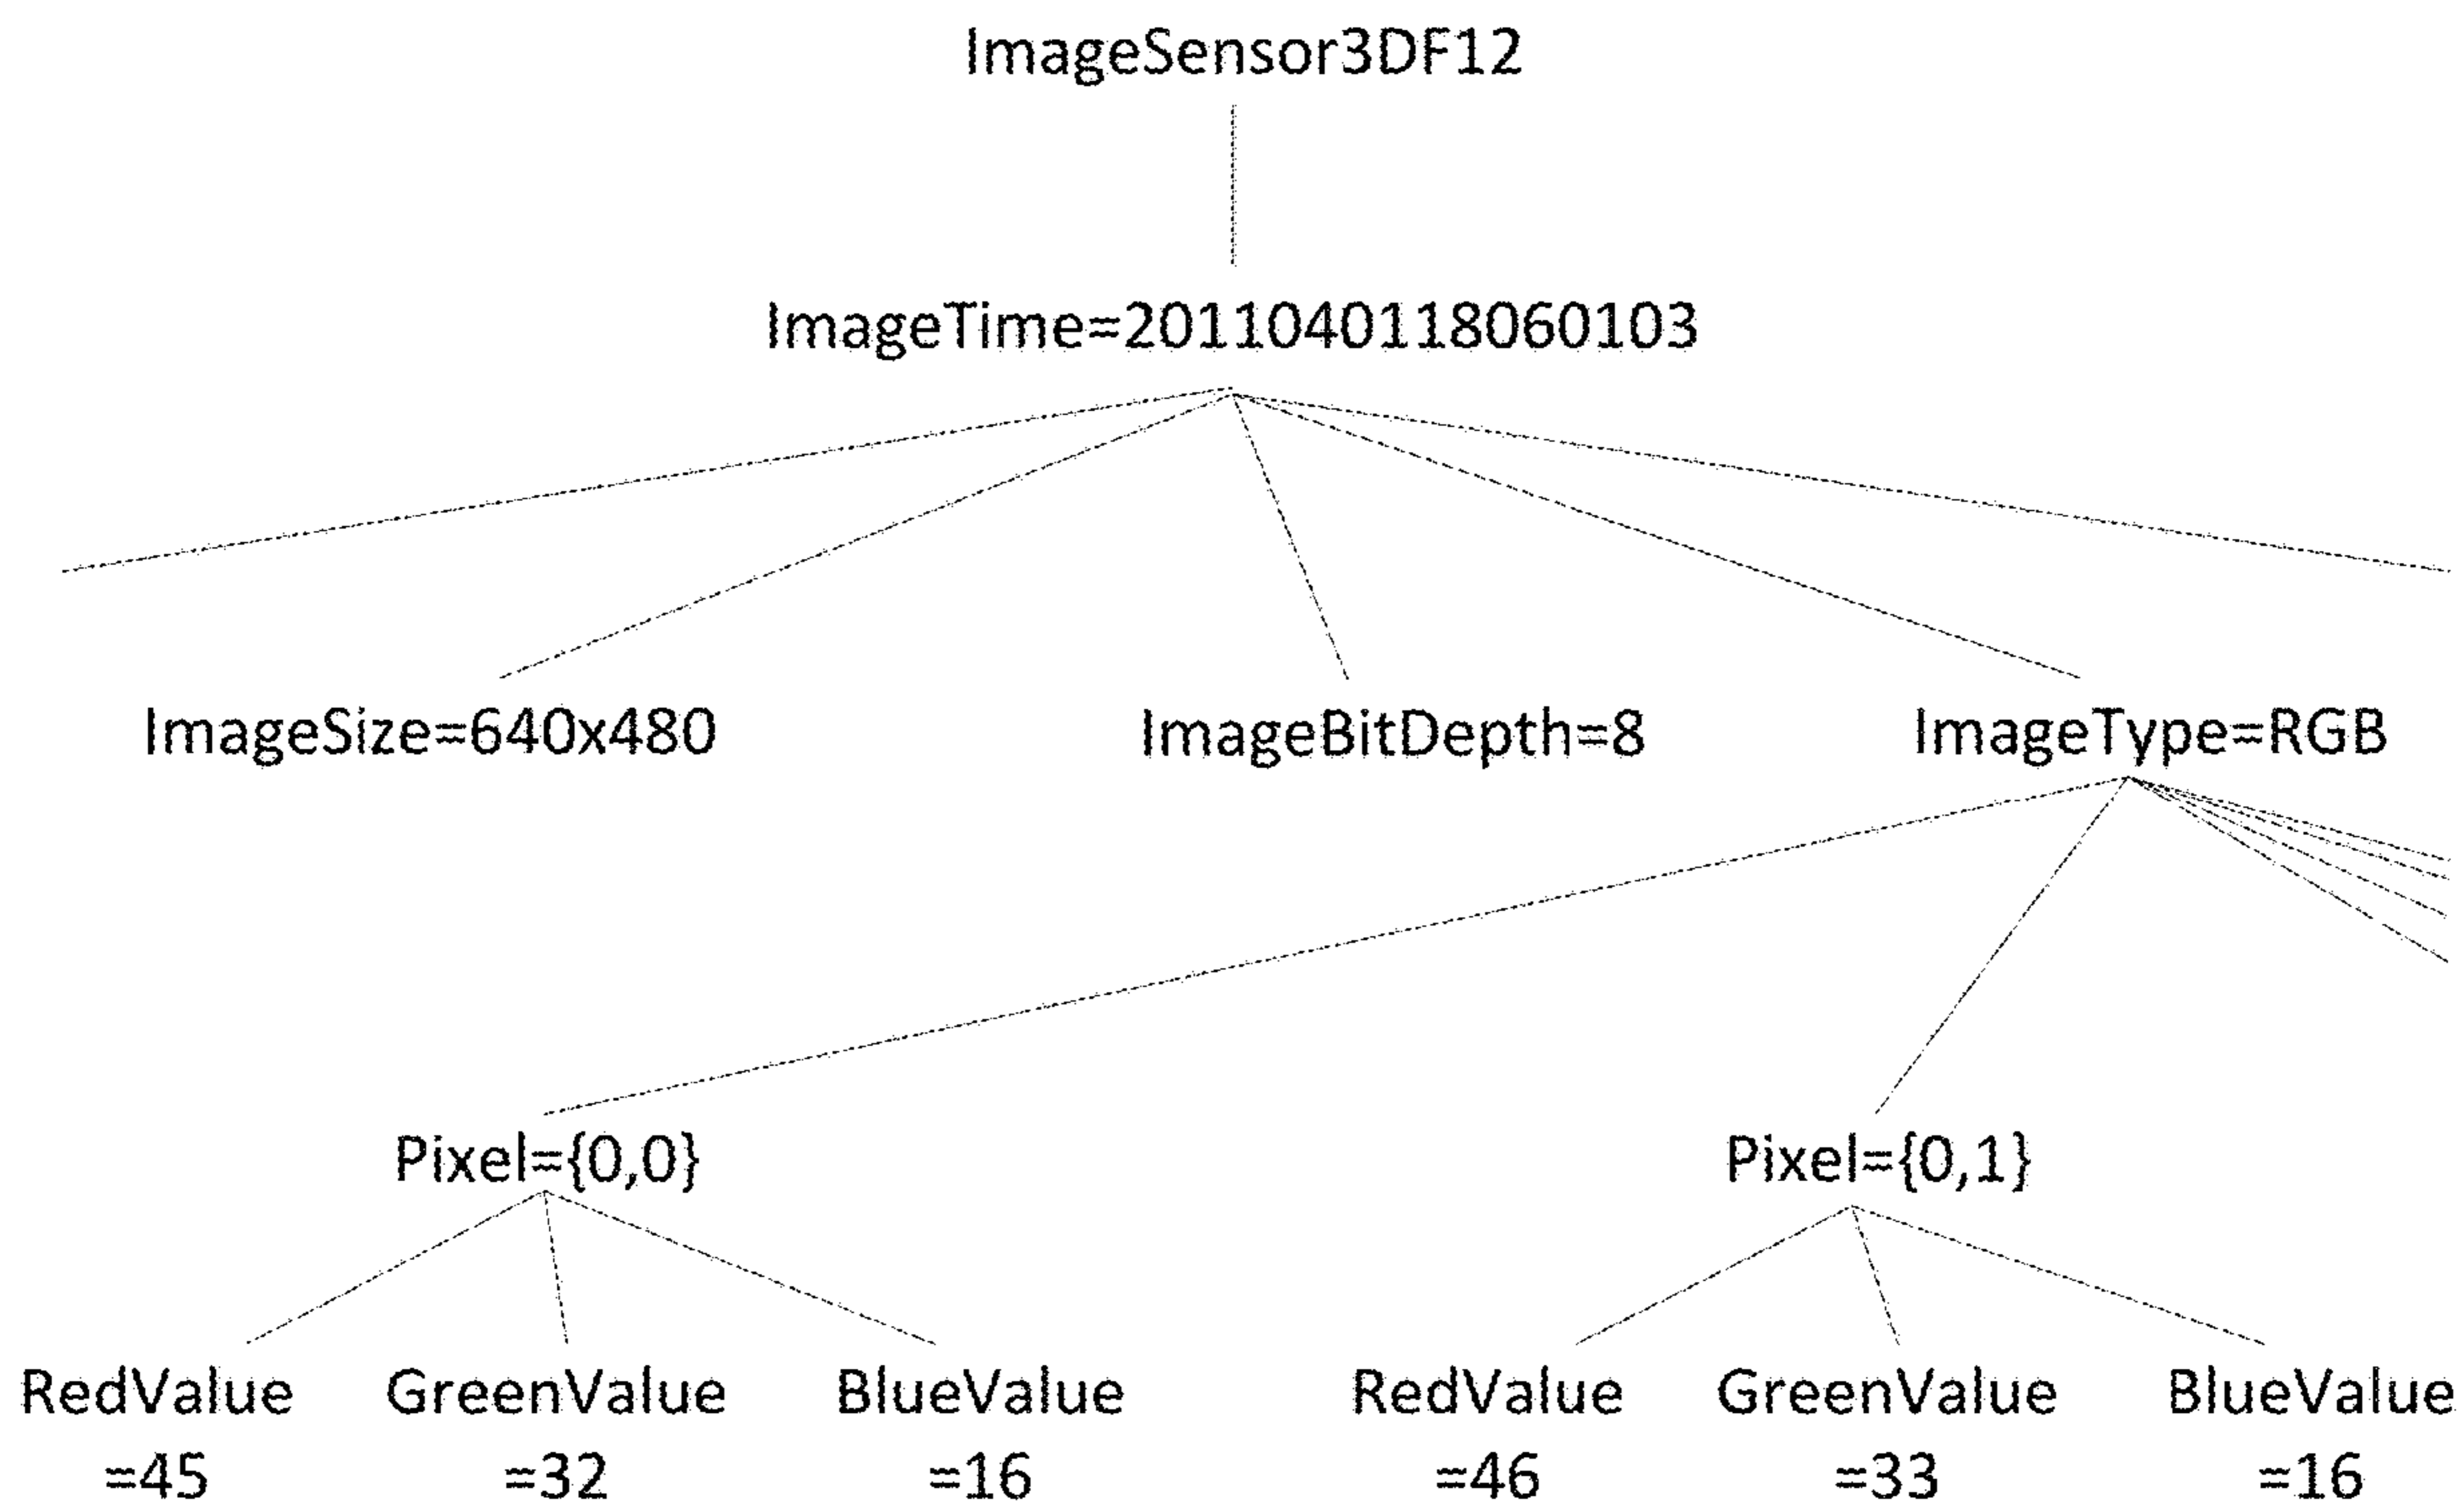 ImageSensor3DF12
ImageTime=2011040118060103
ImageSize=640x480 ImageBitDepth=8 ImageType=RGB
Pixel={0,0} Pixel={0,1}
RedValue GreenValue BlueValue RedValue GreenValue BlueValue
=45 =32 =16 =46 =33 =16